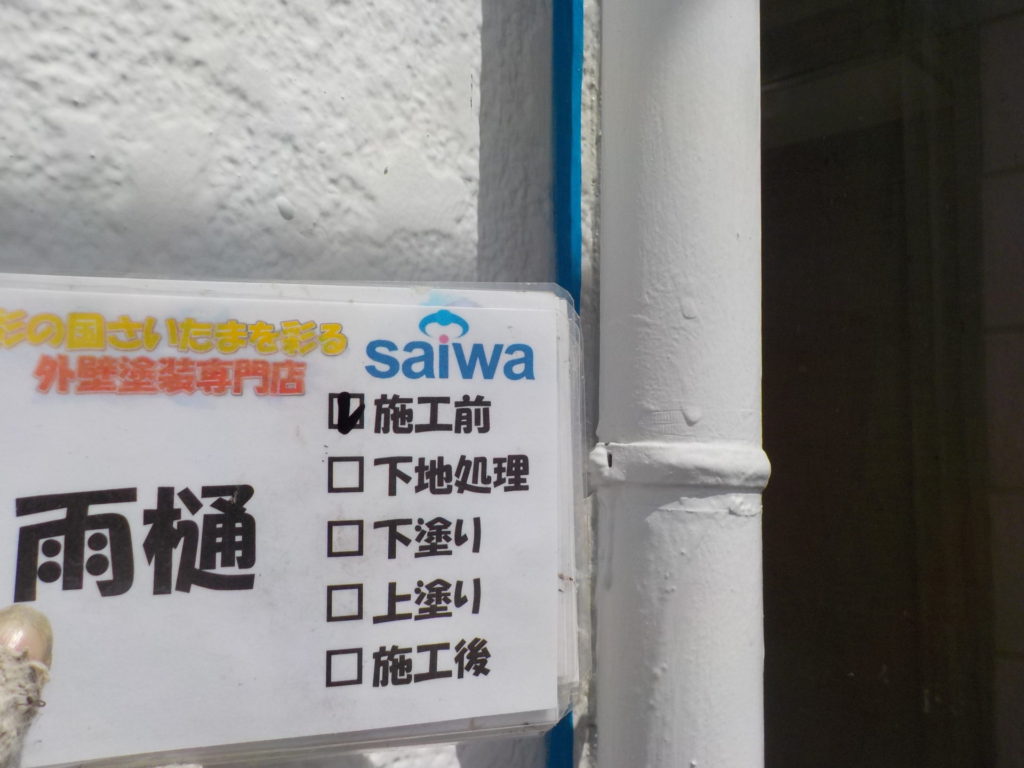 彩の国さいたまを彩る
外壁塗装専門店
saiwa
雨樋
施工前
下地処理
下塗り
上塗り
施工後